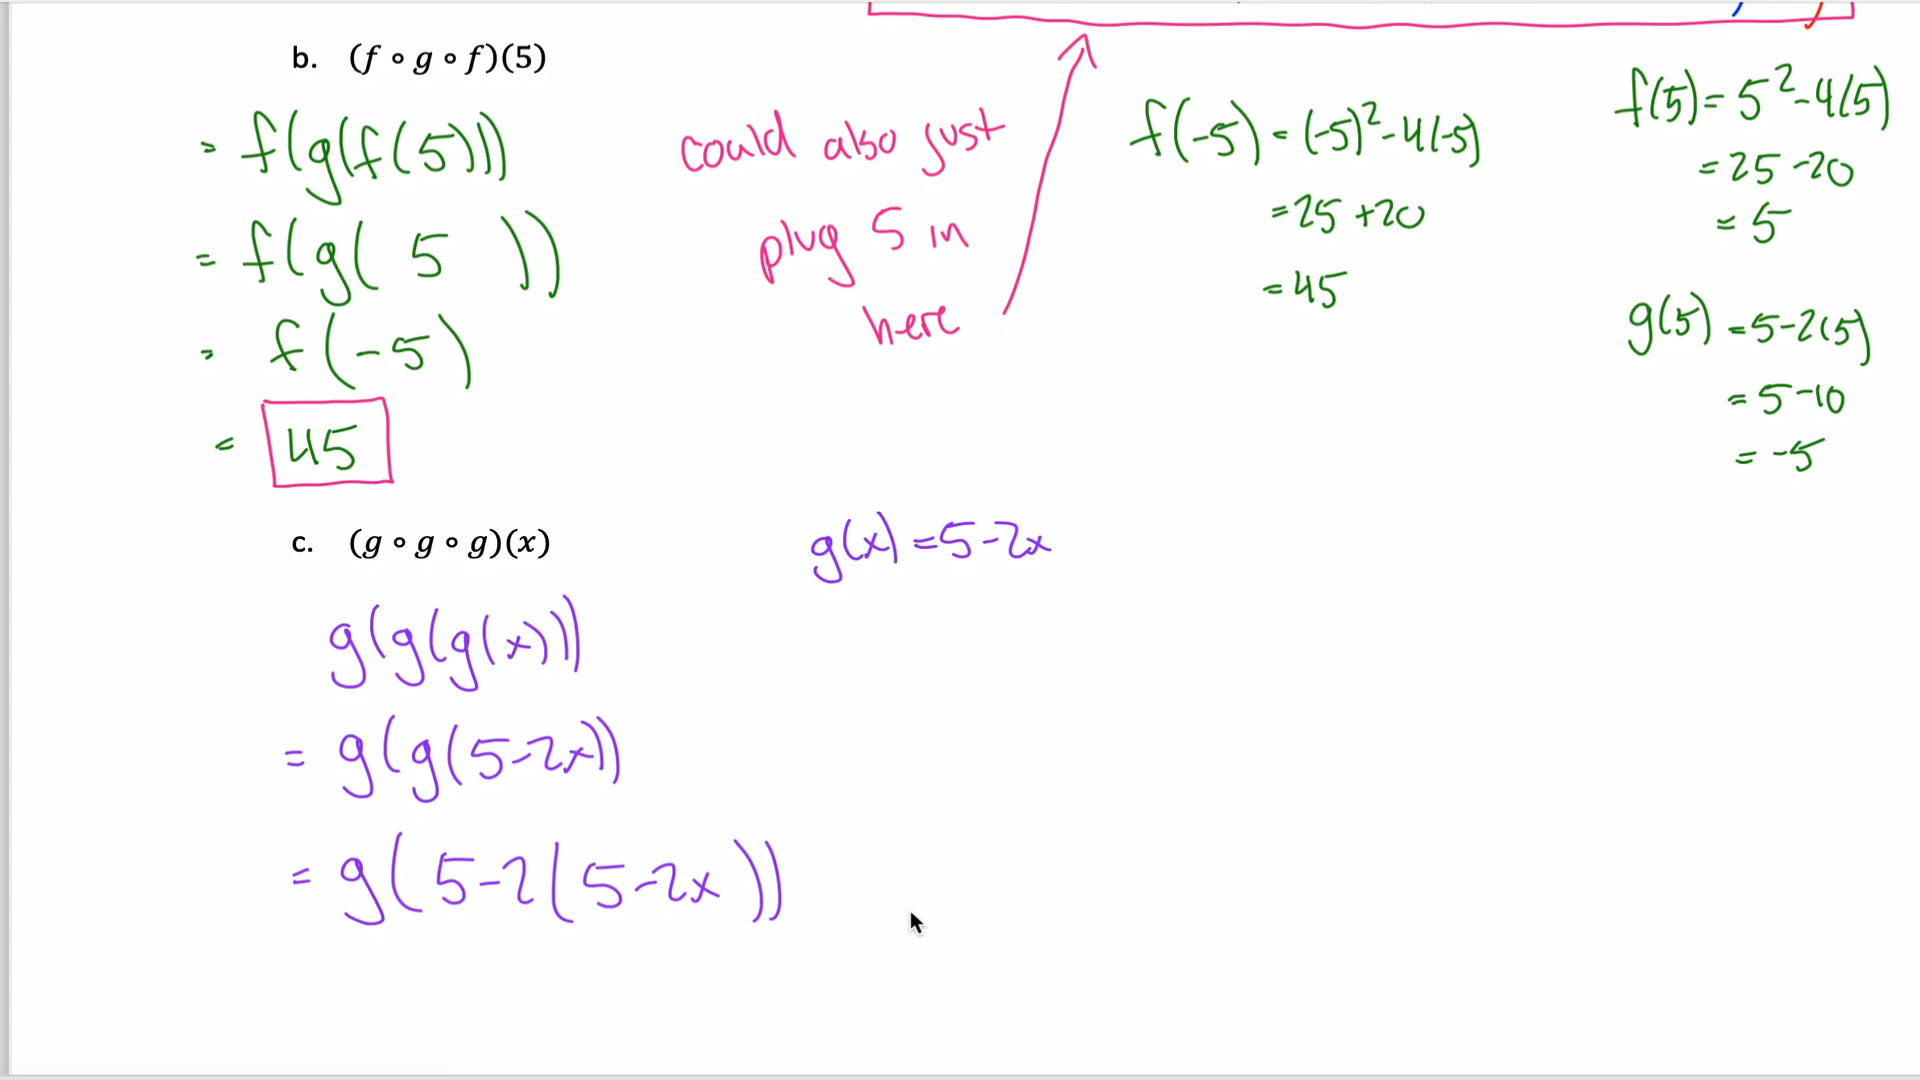 b. (f ∘ g ∘ f)(5)
= f(g(f(5)))
= f(g( 5 ))
= f(-5)
= 45
could also just
plug 5 in
here
f(-5) = (-5)²-4(-5)
=25+20
=45
f(5)=5²-4(5)
=25-20
=5
g(5) =5-2(5)
=5-10
=-5
c. (g ∘ g ∘ g)(x)
g(x)=5-2x
g(g(g(x)))
= g(g(5-2x))
= g(5-2(5-2x))